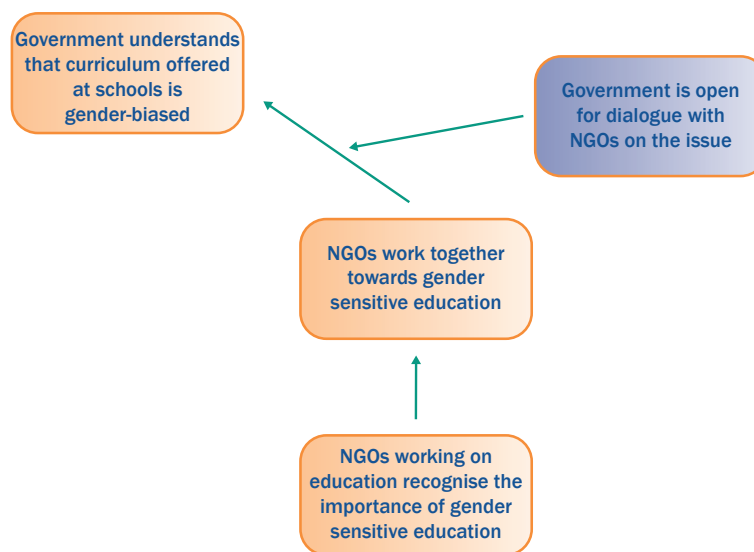 Government understands
that curriculum offered
at schools is
gender-biased
Government is open
for dialogue with
NGOs on the issue
NGOs work together
towards gender
sensitive education
NGOs working on
education recognise the
importance of gender
sensitive education